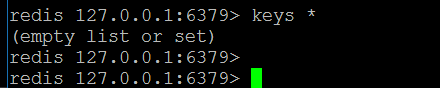 redis 127.0.0.1:6379> keys *
(empty list or set)
redis 127.0.0.1:6379>
redis 127.0.0.1:6379>